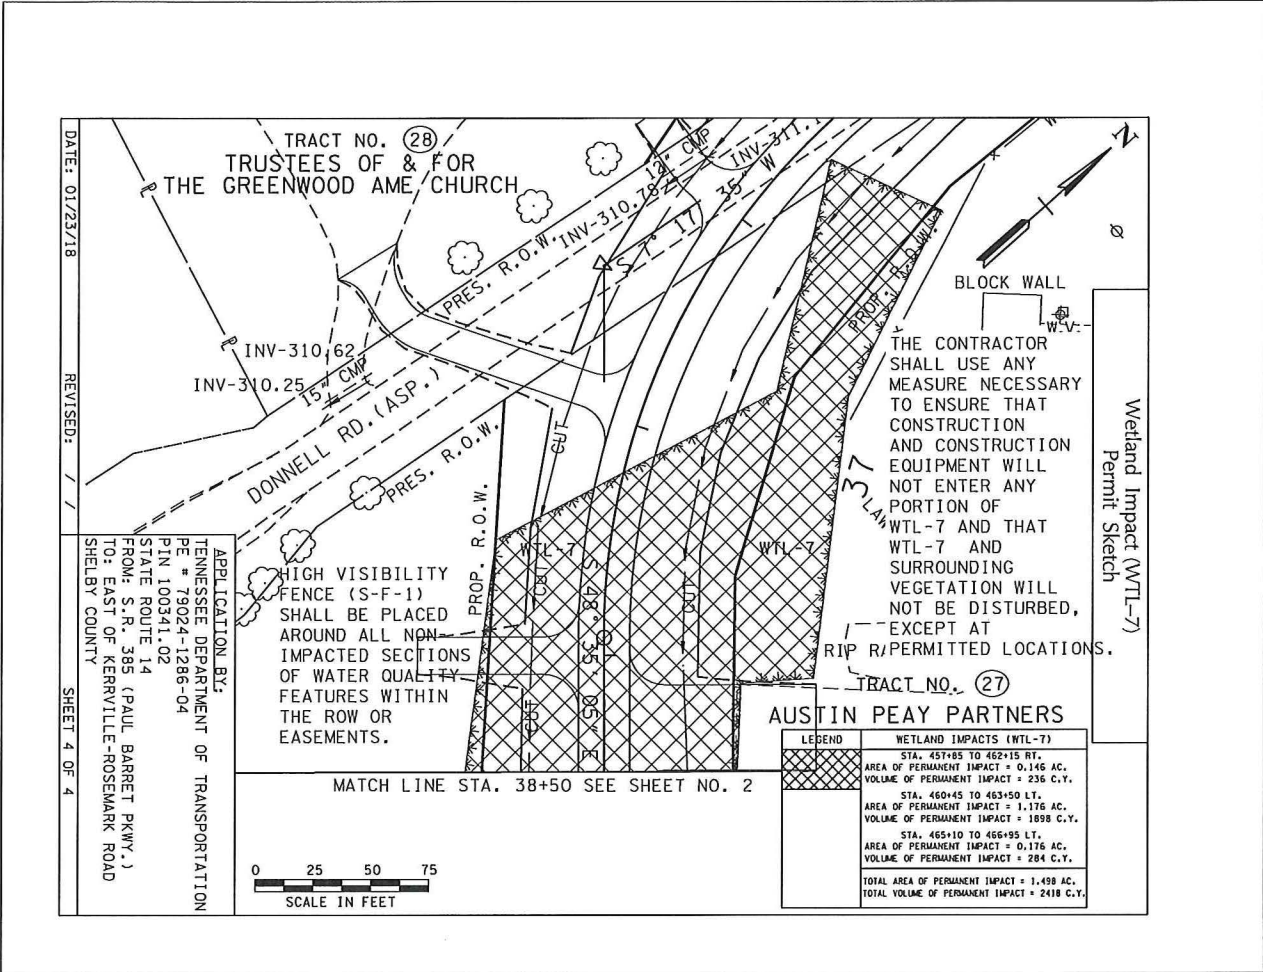 TRACT NO. 28
TRUSTEES OF & FOR
THE GREENWOOD AME CHURCH
12" CMP
INV-311.1
INV-310.78
S 7° 17' 35" W
PRES. R.O.W.
N
BLOCK WALL
W.V.
PROP. R.O.W.
INV-310.62
INV-310.25
15" CMP
DONNELL RD. (ASP.)
PRES. R.O.W.
CUT
PROP. R.O.W.
WTL-7
CUT
S 48° 35' 05" E
CUT
WTL-7
CUT
37
THE CONTRACTOR
SHALL USE ANY
MEASURE NECESSARY
TO ENSURE THAT
CONSTRUCTION
AND CONSTRUCTION
EQUIPMENT WILL
NOT ENTER ANY
PORTION OF
WTL-7 AND THAT
WTL-7 AND
SURROUNDING
VEGETATION WILL
NOT BE DISTURBED,
EXCEPT AT
PERMITTED LOCATIONS.
RIP
HIGH VISIBILITY
FENCE (S-F-1)
SHALL BE PLACED
AROUND ALL NON-
IMPACTED SECTIONS
OF WATER QUALITY
FEATURES WITHIN
THE ROW OR
EASEMENTS.
TRACT NO. 27
AUSTIN PEAY PARTNERS
MATCH LINE STA. 38+50 SEE SHEET NO. 2
0 25 50 75
SCALE IN FEET
LEGEND
WETLAND IMPACTS (WTL-7)
STA. 457+85 TO 462+15 RT.
AREA OF PERMANENT IMPACT = 0.146 AC.
VOLUME OF PERMANENT IMPACT = 236 C.Y.
STA. 460+45 TO 463+50 LT.
AREA OF PERMANENT IMPACT = 1.176 AC.
VOLUME OF PERMANENT IMPACT = 1898 C.Y.
STA. 465+10 TO 466+95 LT.
AREA OF PERMANENT IMPACT = 0.176 AC.
VOLUME OF PERMANENT IMPACT = 284 C.Y.
TOTAL AREA OF PERMANENT IMPACT = 1.498 AC.
TOTAL VOLUME OF PERMANENT IMPACT = 2418 C.Y.
Wetland Impact (WTL-7)
Permit Sketch
APPLICATION BY:
TENNESSEE DEPARTMENT OF TRANSPORTATION
PE # 79024-1286-04
PIN 100341.02
STATE ROUTE 14
FROM: S.R. 385 (PAUL BARRET PKWY.)
TO: EAST OF KERRVILLE-ROSEMARK ROAD
SHELBY COUNTY
DATE: 01/23/18
REVISED: / /
SHEET 4 OF 4